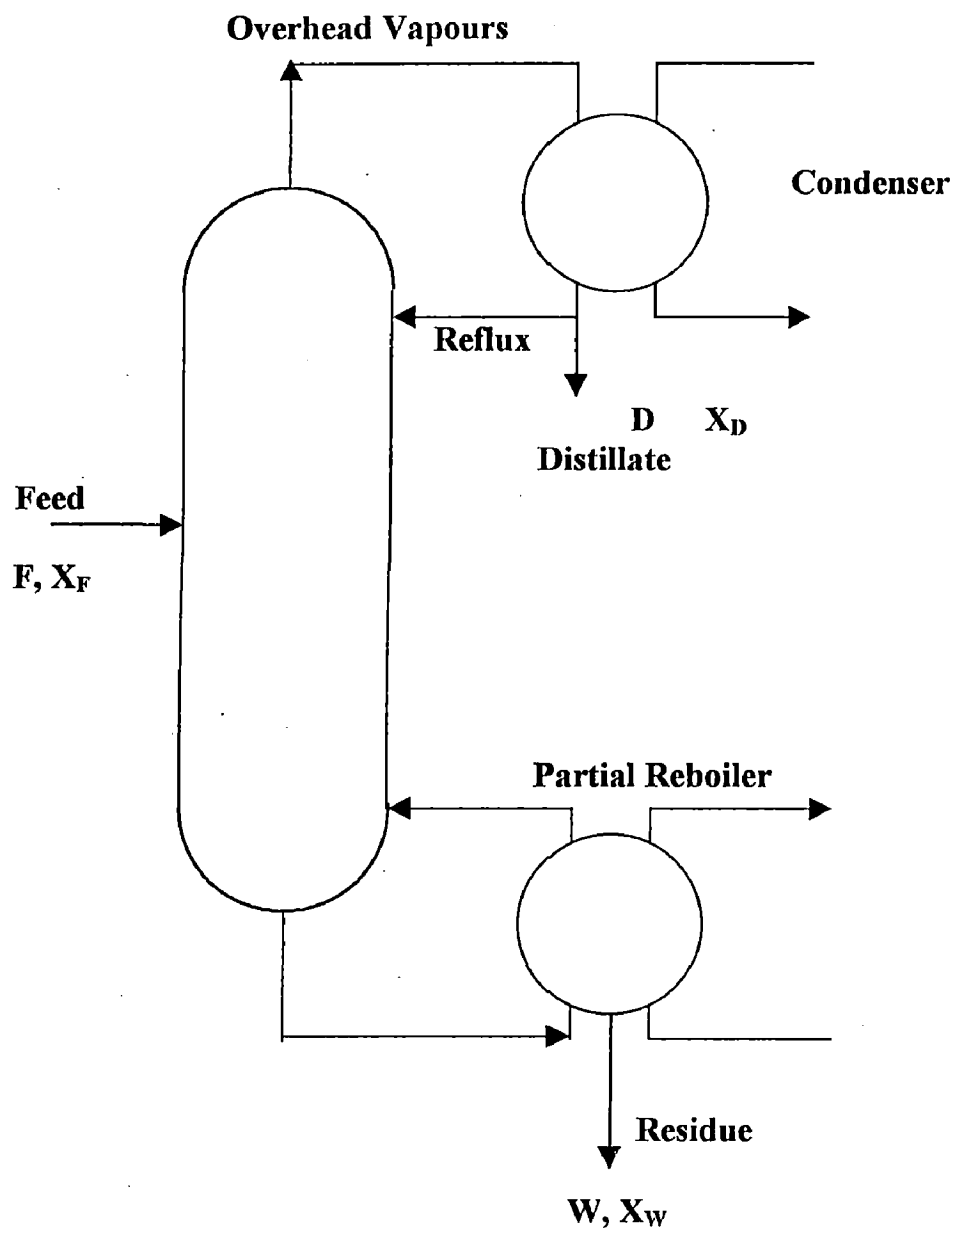 Overhead Vapours
Condenser
Reflux
D X_D
Distillate
Feed
F, X_F
Partial Reboiler
Residue
W, X_W